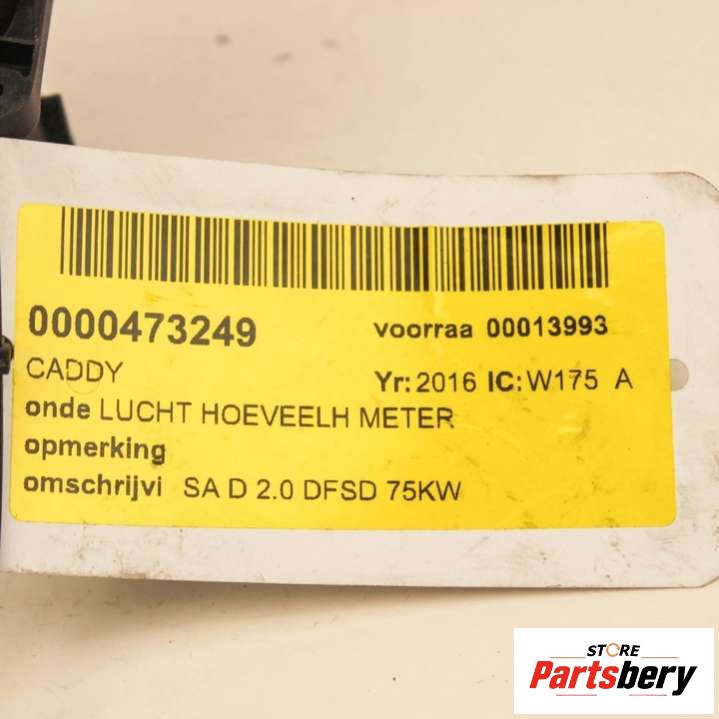 0000473249 voorraa 00013993
CADDY Yr: 2016 IC: W175 A
onde LUCHT HOEVEELH METER
opmerking
omschrijvi SA D 2.0 DFSD 75KW
STORE
Partsbery